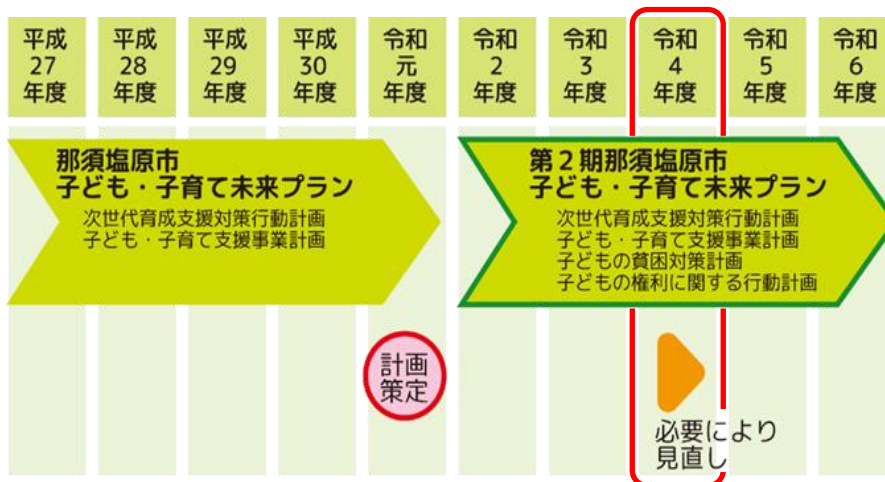 平成
27
年度
平成
28
年度
平成
29
年度
平成
30
年度
令和
元
年度
令和
2
年度
令和
3
年度
令和
4
年度
令和
5
年度
令和
6
年度
那須塩原市
子ども・子育て未来プラン
次世代育成支援対策行動計画
子ども・子育て支援事業計画
第2期那須塩原市
子ども・子育て未来プラン
次世代育成支援対策行動計画
子ども・子育て支援事業計画
子どもの貧困対策計画
子どもの権利に関する行動計画
計画
策定
必要により
見直し